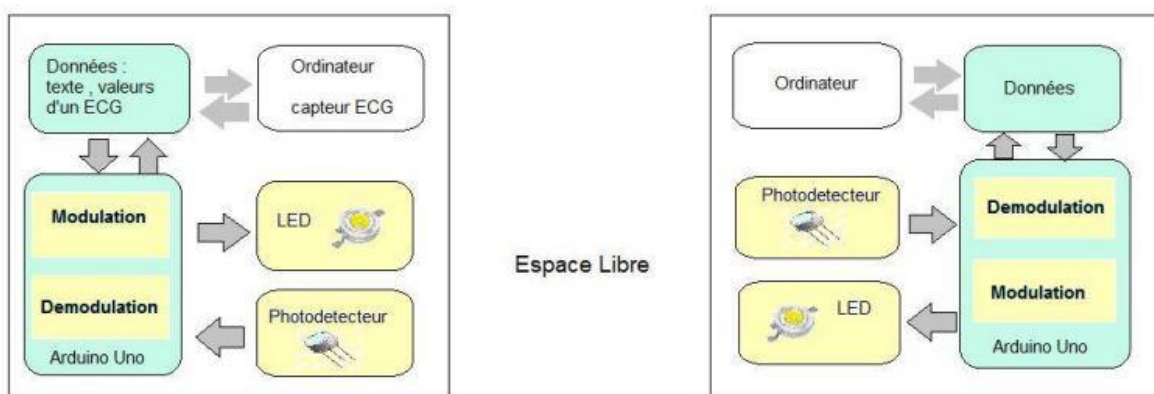 Données :
texte , valeurs
d'un ECG
Ordinateur
capteur ECG
Modulation
Demodulation
Arduino Uno
LED
Photodetecteur
Espace Libre
Ordinateur
Données
Photodetecteur
LED
Demodulation
Modulation
Arduino Uno